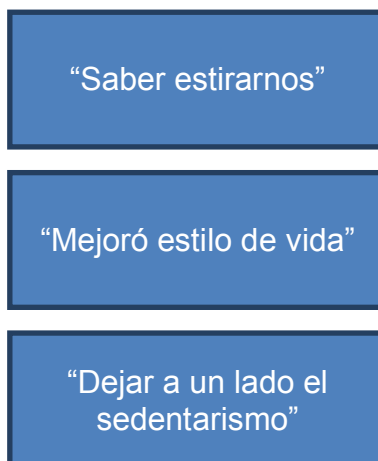 “Saber estirarnos”
“Mejoró estilo de vida”
“Dejar a un lado el
sedentarismo”